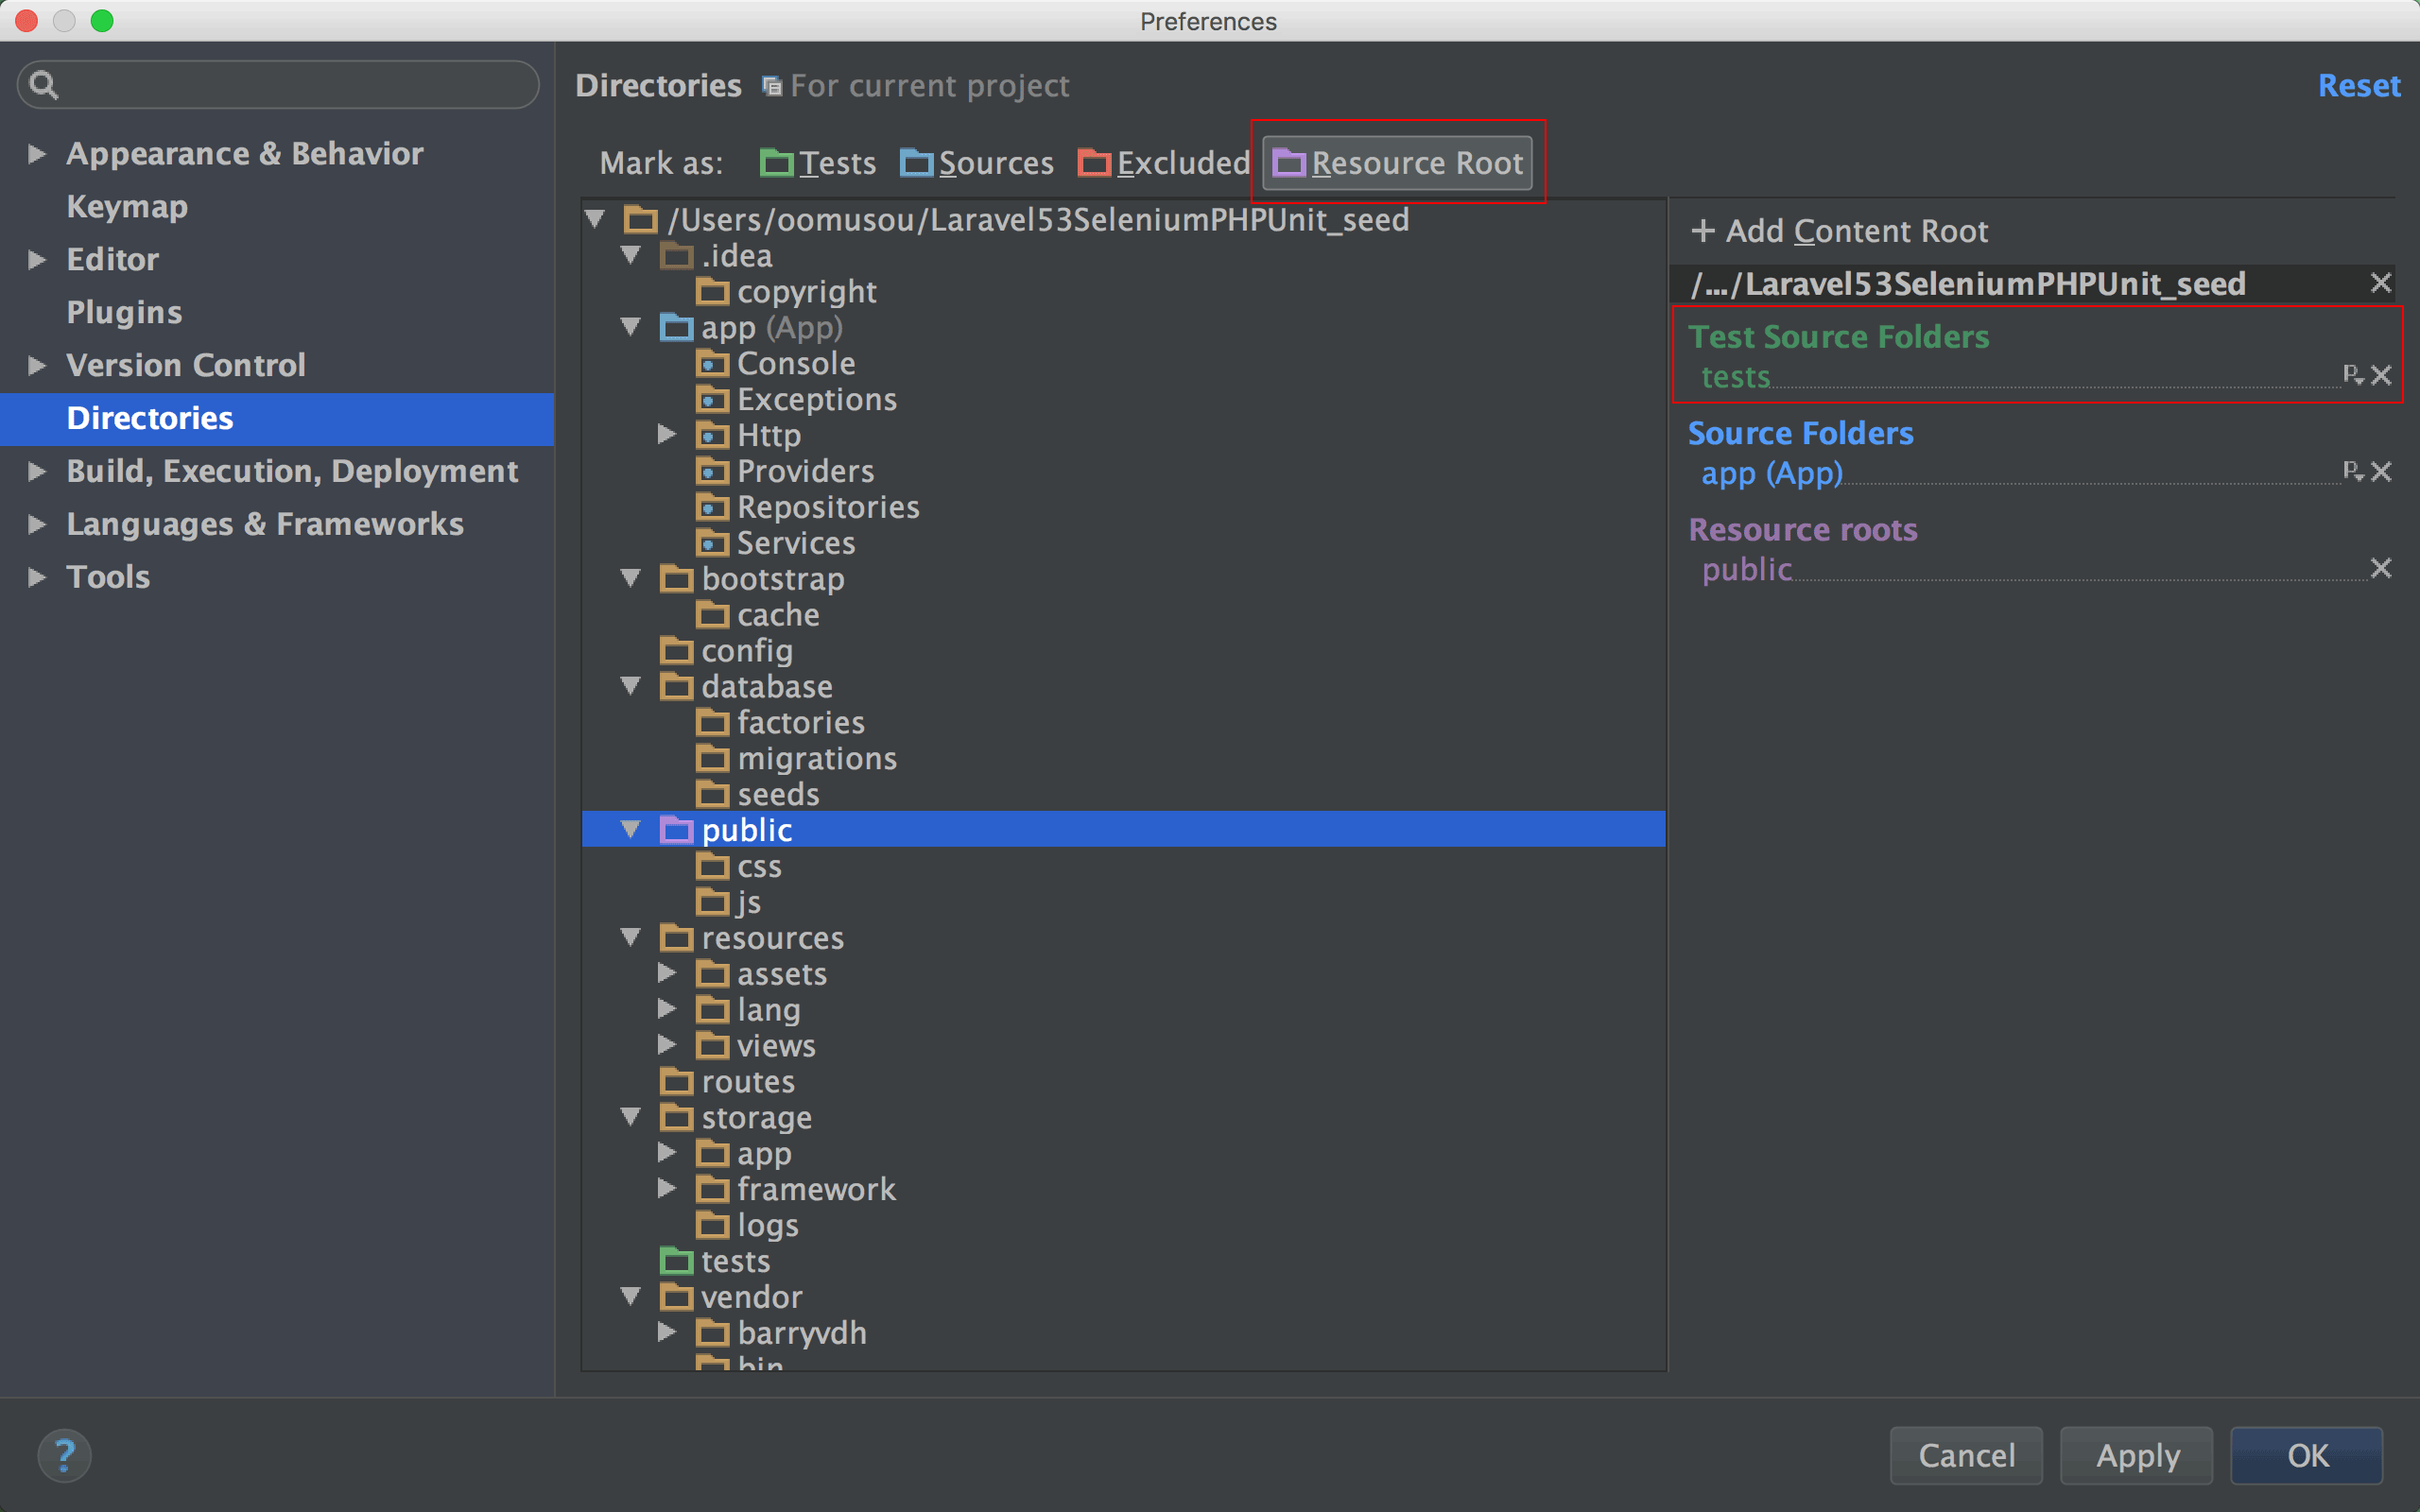 Preferences
Directories For current project Reset
Appearance & Behavior
Keymap
Editor
Plugins
Version Control
Directories
Build, Execution, Deployment
Languages & Frameworks
Tools
Mark as: Tests Sources Excluded Resource Root
/Users/oomusou/Laravel53SeleniumPHPUnit_seed
.idea
copyright
app (App)
Console
Exceptions
Http
Providers
Repositories
Services
bootstrap
cache
config
database
factories
migrations
seeds
public
css
js
resources
assets
lang
views
routes
storage
app
framework
logs
tests
vendor
barryvdh
bin
+ Add Content Root
/.../Laravel53SeleniumPHPUnit_seed
Test Source Folders
tests P
Source Folders
app (App) P
Resource roots
public
? Cancel Apply OK